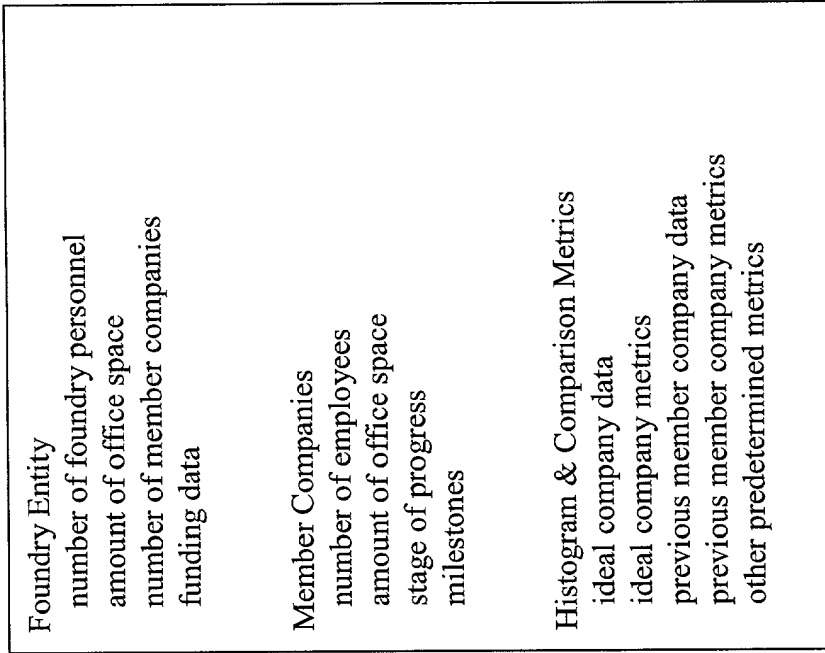 Foundry Entity
number of foundry personnel
amount of office space
number of member companies
funding data
Member Companies
number of employees
amount of office space
stage of progress
milestones
Histogram & Comparison Metrics
ideal company data
ideal company metrics
previous member company data
previous member company metrics
other predetermined metrics